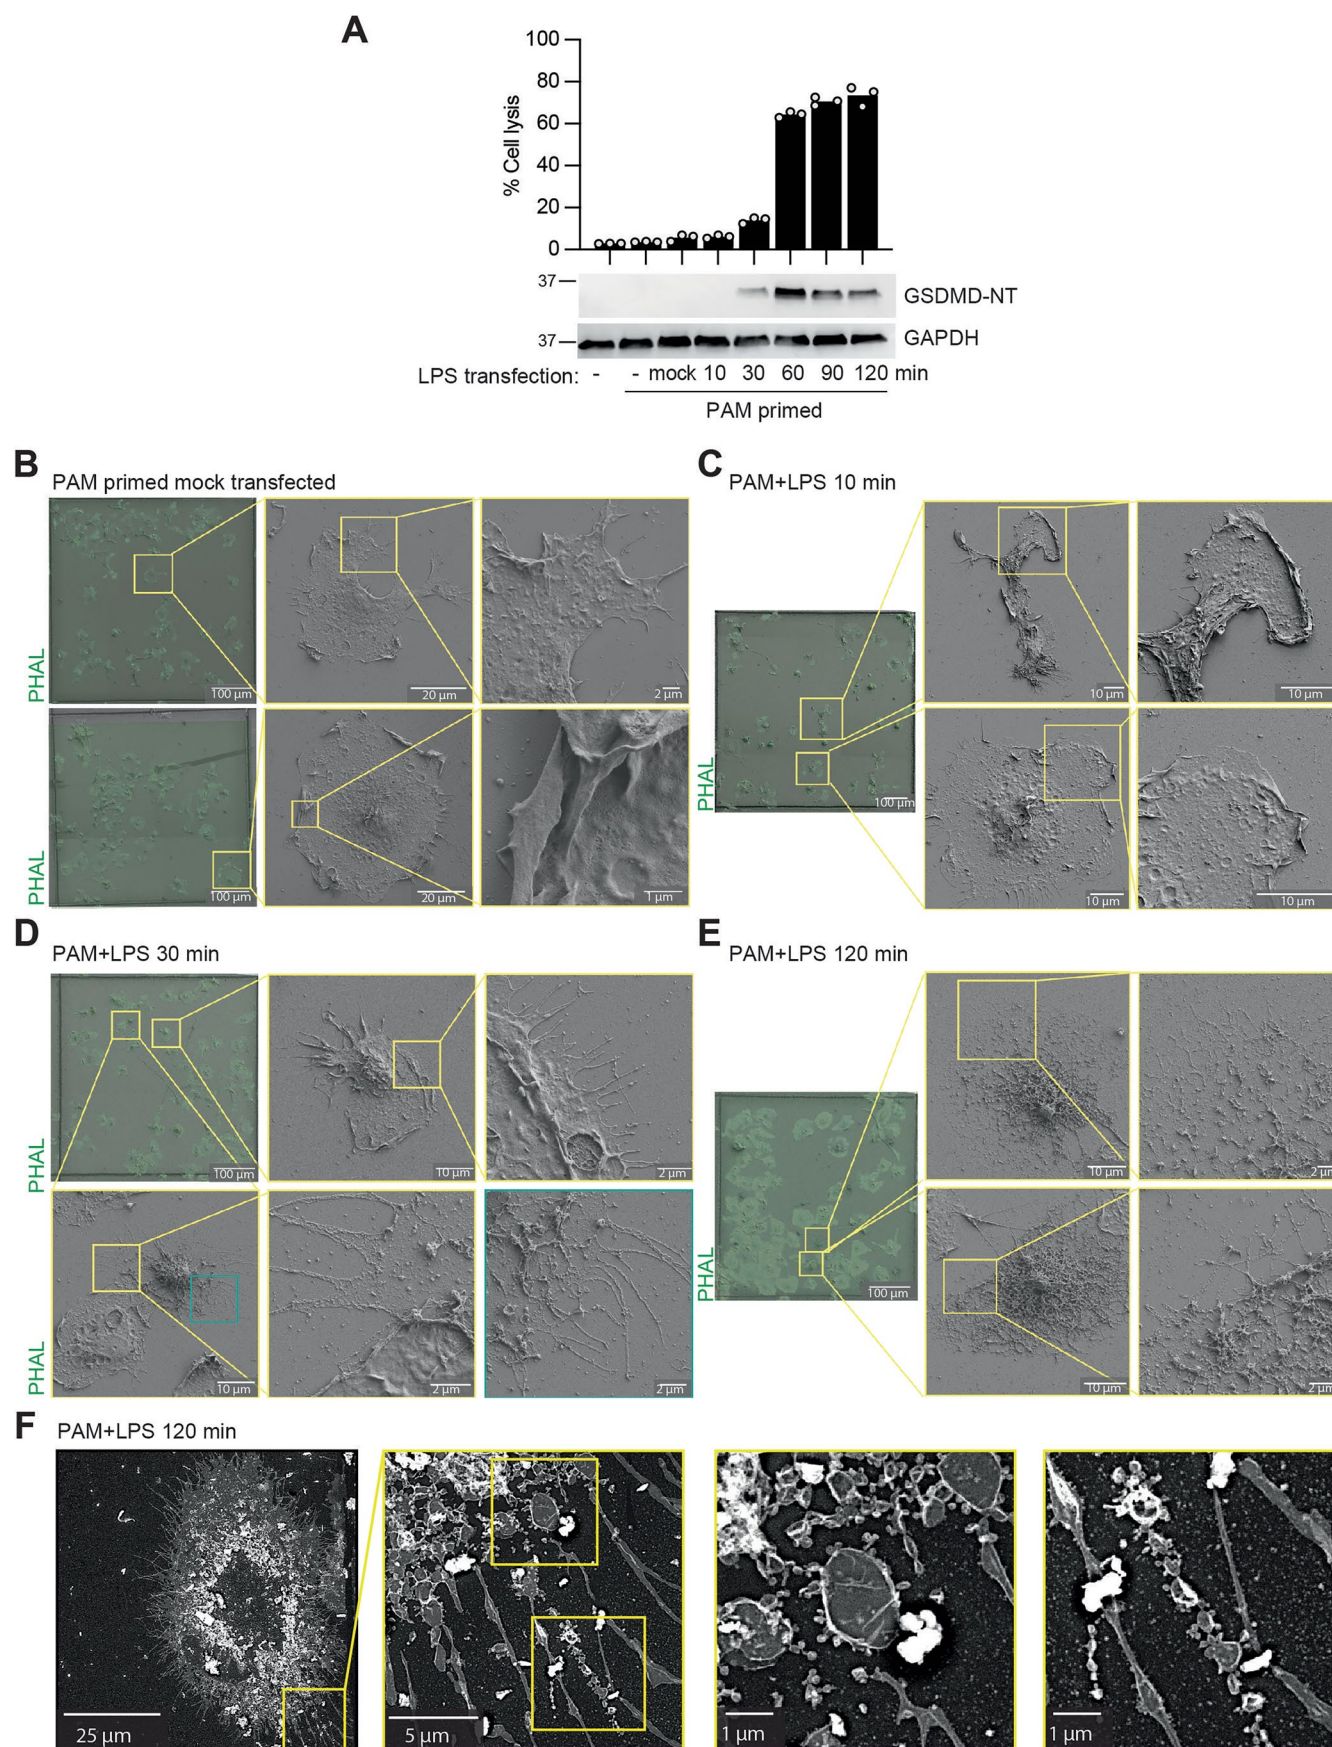 A
100
80
60
40
20
0
% Cell lysis
37
GSDMD-NT
37
GAPDH
LPS transfection: - - mock 10 30 60 90 120 min
PAM primed
B
PAM primed mock transfected
PHAL
100 µm
20 µm
2 µm
PHAL
100 µm
20 µm
1 µm
C
PAM+LPS 10 min
PHAL
100 µm
10 µm
10 µm
10 µm
10 µm
D
PAM+LPS 30 min
PHAL
100 µm
10 µm
2 µm
PHAL
10 µm
2 µm
2 µm
E
PAM+LPS 120 min
PHAL
100 µm
10 µm
2 µm
10 µm
2 µm
F
PAM+LPS 120 min
25 µm
5 µm
1 µm
1 µm